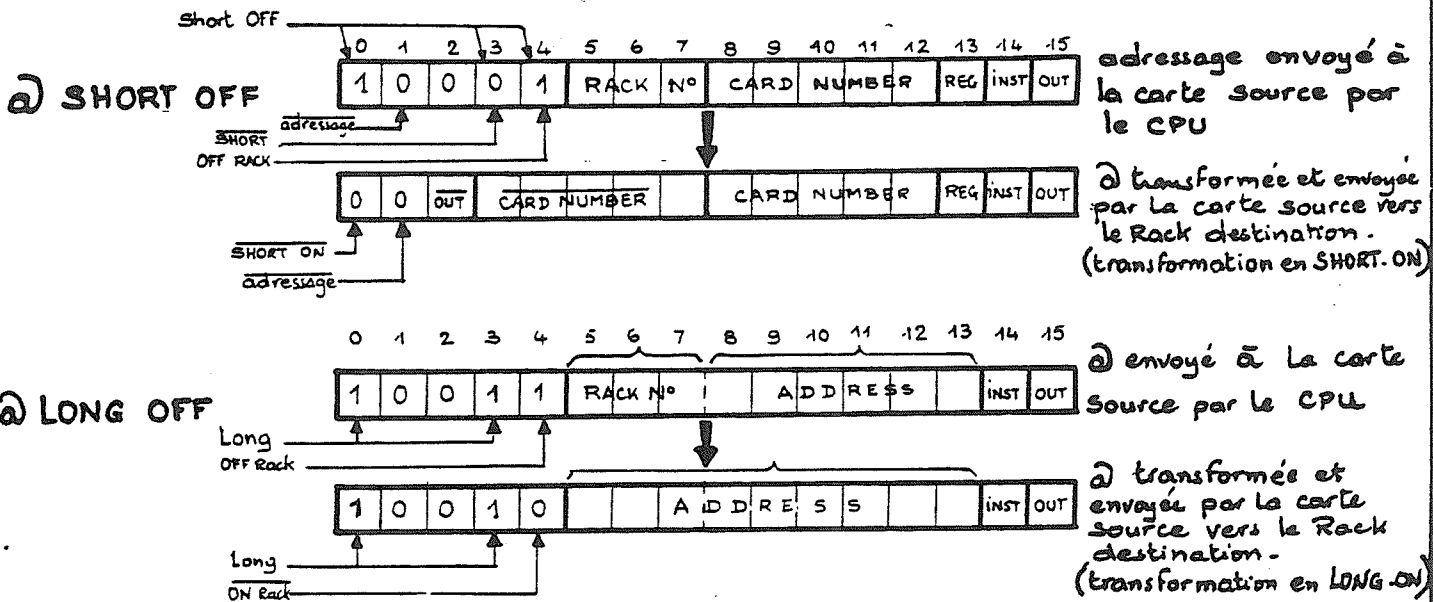 Short OFF
0 1 2 3 4 5 6 7 8 9 10 11 12 13 14 15
@ SHORT OFF
1 0 0 0 1 RACK N° CARD NUMBER REG INST OUT
adressage envoyé à
la carte source par
le CPU
adressage
SHORT
OFF RACK
0 0 OUT CARD NUMBER CARD NUMBER REG INST OUT
@ transformée et envoyée
par la carte source vers
le Rack destination.
(transformation en SHORT-ON)
SHORT ON
adressage
0 1 2 3 4 5 6 7 8 9 10 11 12 13 14 15
@ LONG OFF
1 0 0 1 1 RACK N° ADDRESS INST OUT
@ envoyé à la carte
source par le CPU
Long
OFF Rack
1 0 0 1 0 ADDRESS INST OUT
@ transformée et
envoyée par la carte
source vers le Rack
destination.
(transformation en LONG-ON)
Long
ON Rack